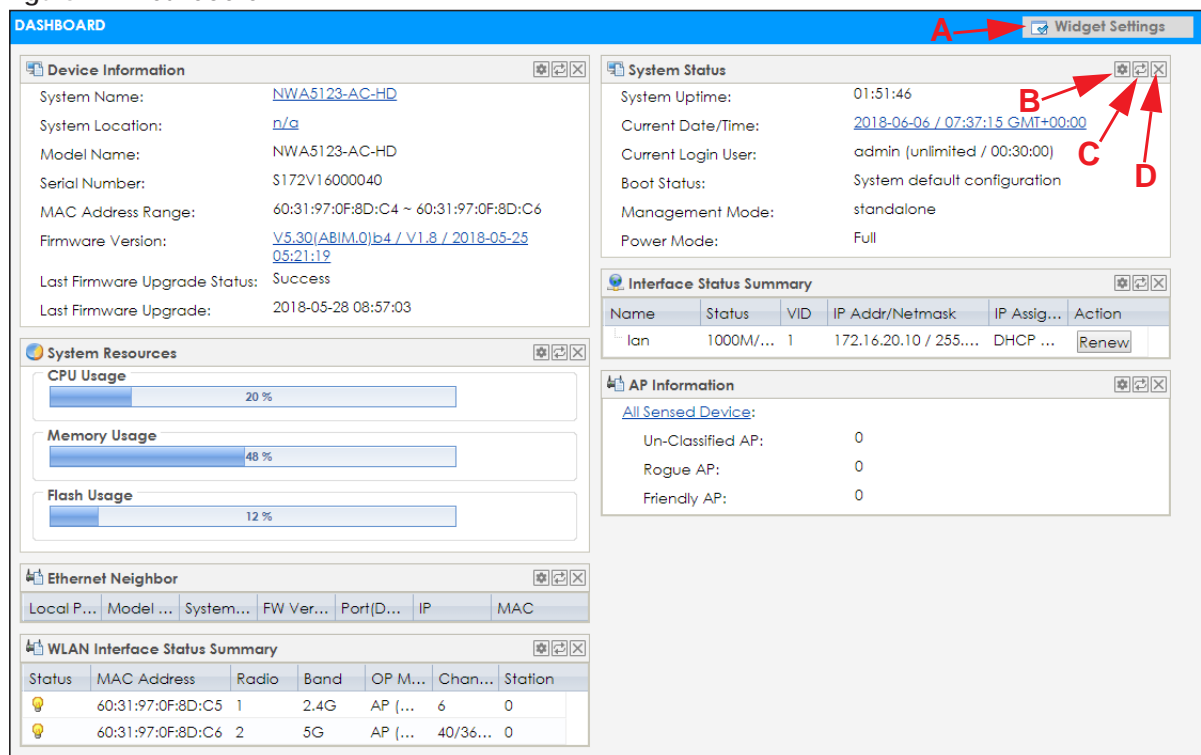 DASHBOARD
A
Widget Settings
Device Information
System Name: NWA5123-AC-HD
System Location: n/a
Model Name: NWA5123-AC-HD
Serial Number: S172V16000040
MAC Address Range: 60:31:97:0F:8D:C4 ~ 60:31:97:0F:8D:C6
Firmware Version: V5.30(ABIM.0)b4 / V1.8 / 2018-05-25
05:21:19
Last Firmware Upgrade Status: Success
Last Firmware Upgrade: 2018-05-28 08:57:03
System Resources
CPU Usage
20 %
Memory Usage
48 %
Flash Usage
12 %
Ethernet Neighbor
Local P... Model ... System... FW Ver... Port(D... IP MAC
WLAN Interface Status Summary
Status MAC Address Radio Band OP M... Chan... Station
60:31:97:0F:8D:C5 1 2.4G AP (... 6 0
60:31:97:0F:8D:C6 2 5G AP (... 40/36... 0
System Status
B
C
D
System Uptime: 01:51:46
Current Date/Time: 2018-06-06 / 07:37:15 GMT+00:00
Current Login User: admin (unlimited / 00:30:00)
Boot Status: System default configuration
Management Mode: standalone
Power Mode: Full
Interface Status Summary
Name Status VID IP Addr/Netmask IP Assig... Action
lan 1000M/... 1 172.16.20.10 / 255.... DHCP ... Renew
AP Information
All Sensed Device:
Un-Classified AP: 0
Rogue AP: 0
Friendly AP: 0